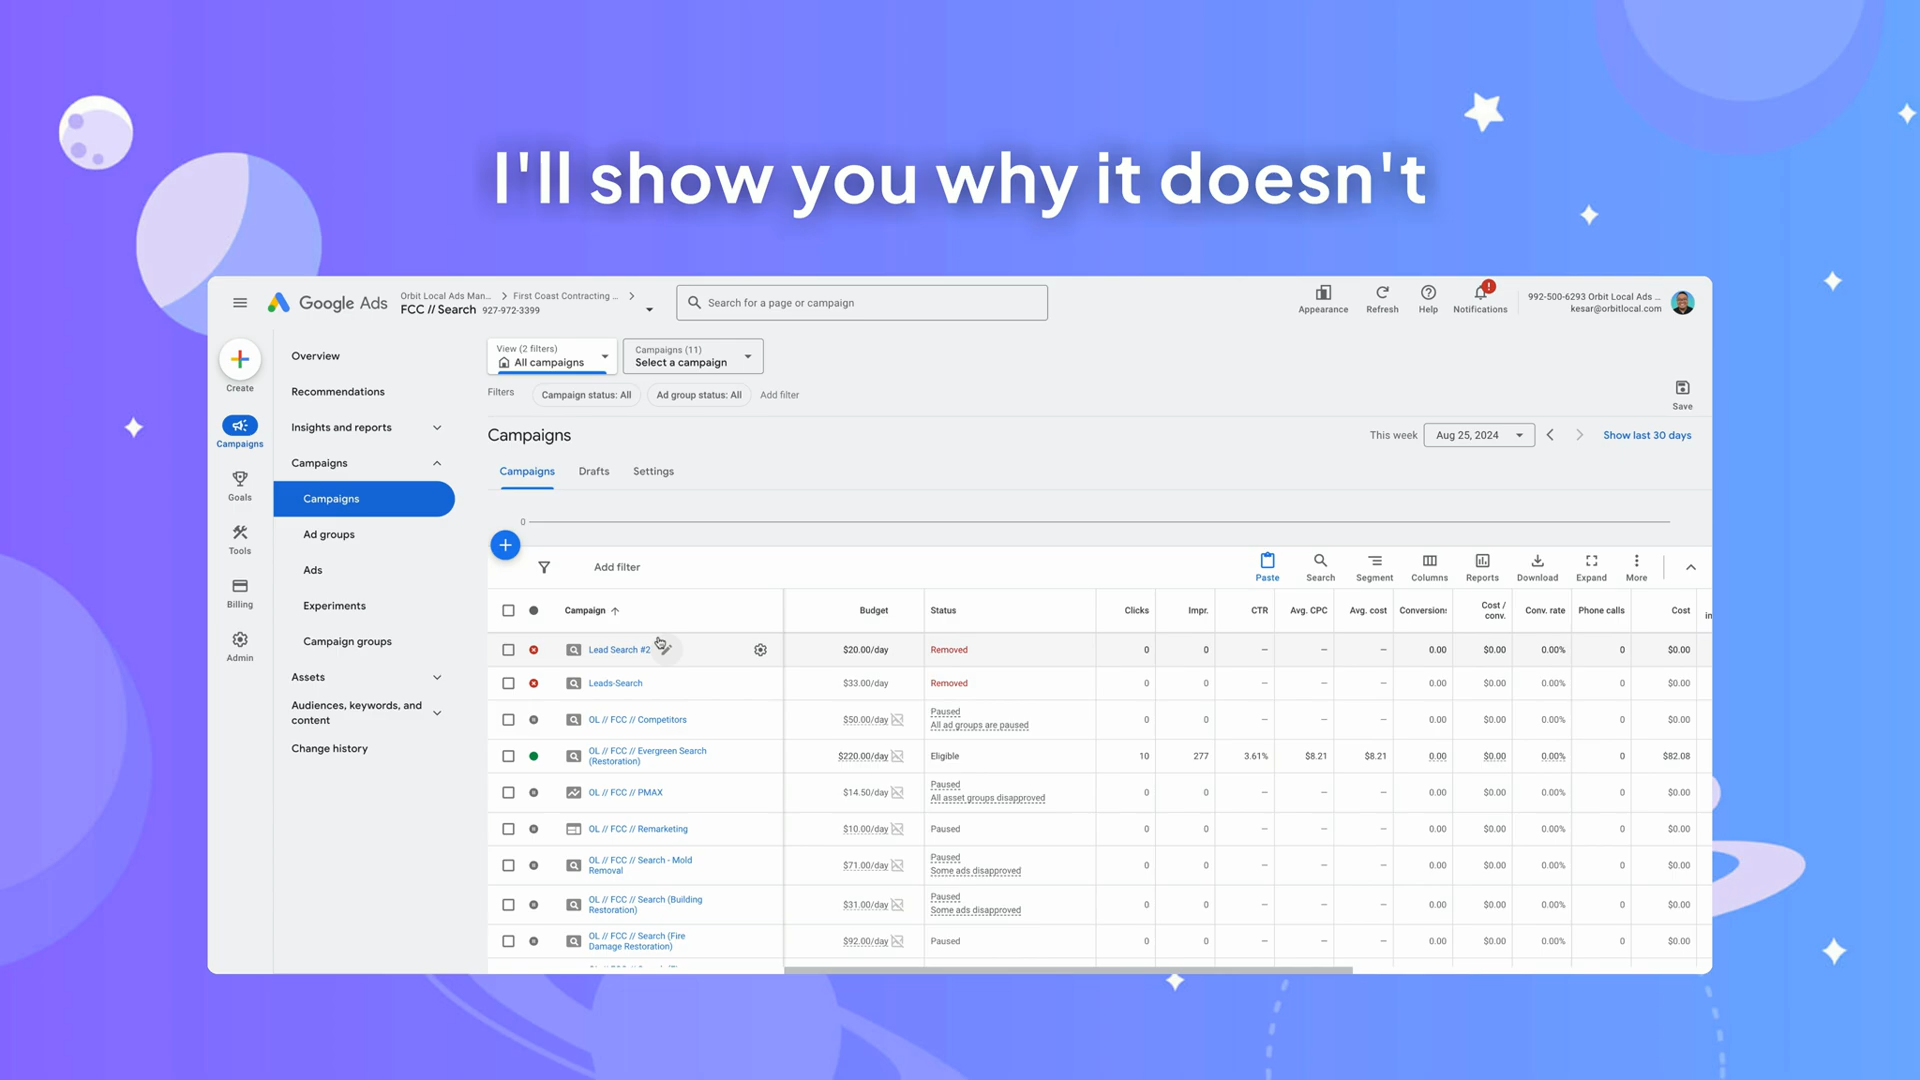 I'll show you why it doesn't
Google Ads
Orbit Local Ads Man... > First Coast Contracting ... >
FCC // Search 927-972-3399
Search for a page or campaign
Appearance
Refresh
Help
!
Notifications
992-500-6293 Orbit Local Ads ...
kesar@orbitlocal.com
Create
Campaigns
Goals
Tools
Billing
Admin
Overview
Recommendations
Insights and reports
Campaigns
Campaigns
Ad groups
Ads
Experiments
Campaign groups
Assets
Audiences, keywords, and
content
Change history
View (2 filters)
All campaigns
Campaigns (11)
Select a campaign
Filters
Campaign status: All
Ad group status: All
Add filter
Save
Campaigns
This week
Aug 25, 2024
Show last 30 days
Campaigns
Drafts
Settings
0
Add filter
Paste
Search
Segment
Columns
Reports
Download
Expand
More
Campaign Budget Status Clicks Impr. CTR Avg. CPC Avg. cost Conversions Cost / conv. Conv. rate Phone calls Cost
Lead Search #2 $20.00/day Removed 0 0 – – – 0.00 $0.00 0.00% 0 $0.00
Leads-Search $33.00/day Removed 0 0 – – – 0.00 $0.00 0.00% 0 $0.00
OL // FCC // Competitors $50.00/day Paused All ad groups are paused 0 0 – – – 0.00 $0.00 0.00% 0 $0.00
OL // FCC // Evergreen Search (Restoration) $220.00/day Eligible 10 277 3.61% $8.21 $8.21 0.00 $0.00 0.00% 0 $82.08
OL // FCC // PMAX $14.50/day Paused All asset groups disapproved 0 0 – – – 0.00 $0.00 0.00% 0 $0.00
OL // FCC // Remarketing $10.00/day Paused 0 0 – – – 0.00 $0.00 0.00% 0 $0.00
OL // FCC // Search - Mold Removal $71.00/day Paused Some ads disapproved 0 0 – – – 0.00 $0.00 0.00% 0 $0.00
OL // FCC // Search (Building Restoration) $31.00/day Paused Some ads disapproved 0 0 – – – 0.00 $0.00 0.00% 0 $0.00
OL // FCC // Search (Fire Damage Restoration) $92.00/day Paused 0 0 – – – 0.00 $0.00 0.00% 0 $0.00